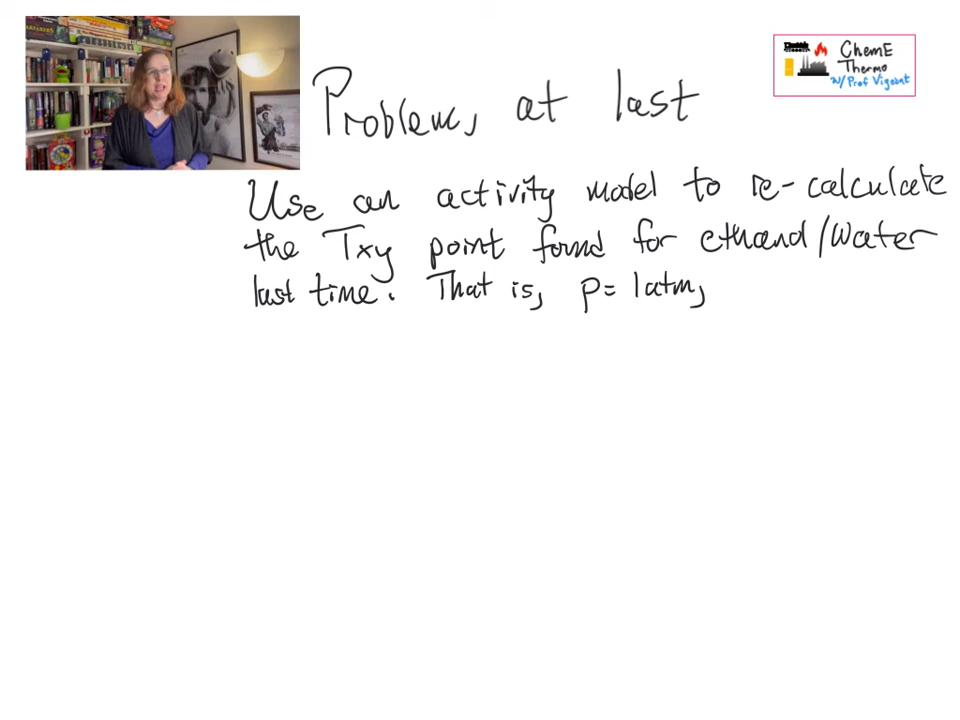 ChemE
Thermo
w/ Prof Vigeant
Problem, at last
Use an activity model to re-calculate
the Txy point found for ethanol/water
last time. That is, p=1atm,